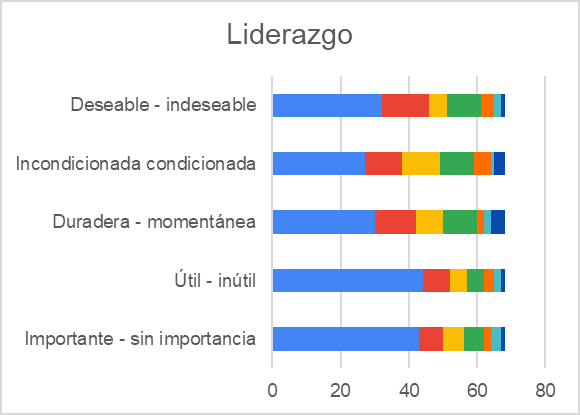 Liderazgo
Deseable - indeseable
Incondicionada condicionada
Duradera - momentánea
Útil - inútil
Importante - sin importancia
0 20 40 60 80